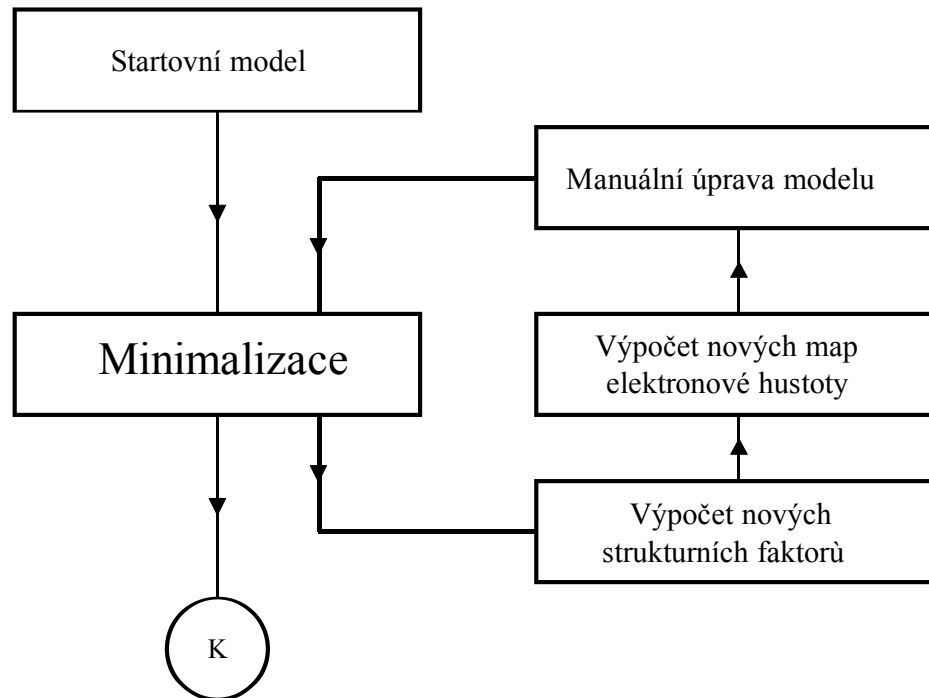 Startovní model
Manuální úprava modelu
Minimalizace
Výpočet nových map
elektronové hustoty
Výpočet nových
strukturních faktorù
K